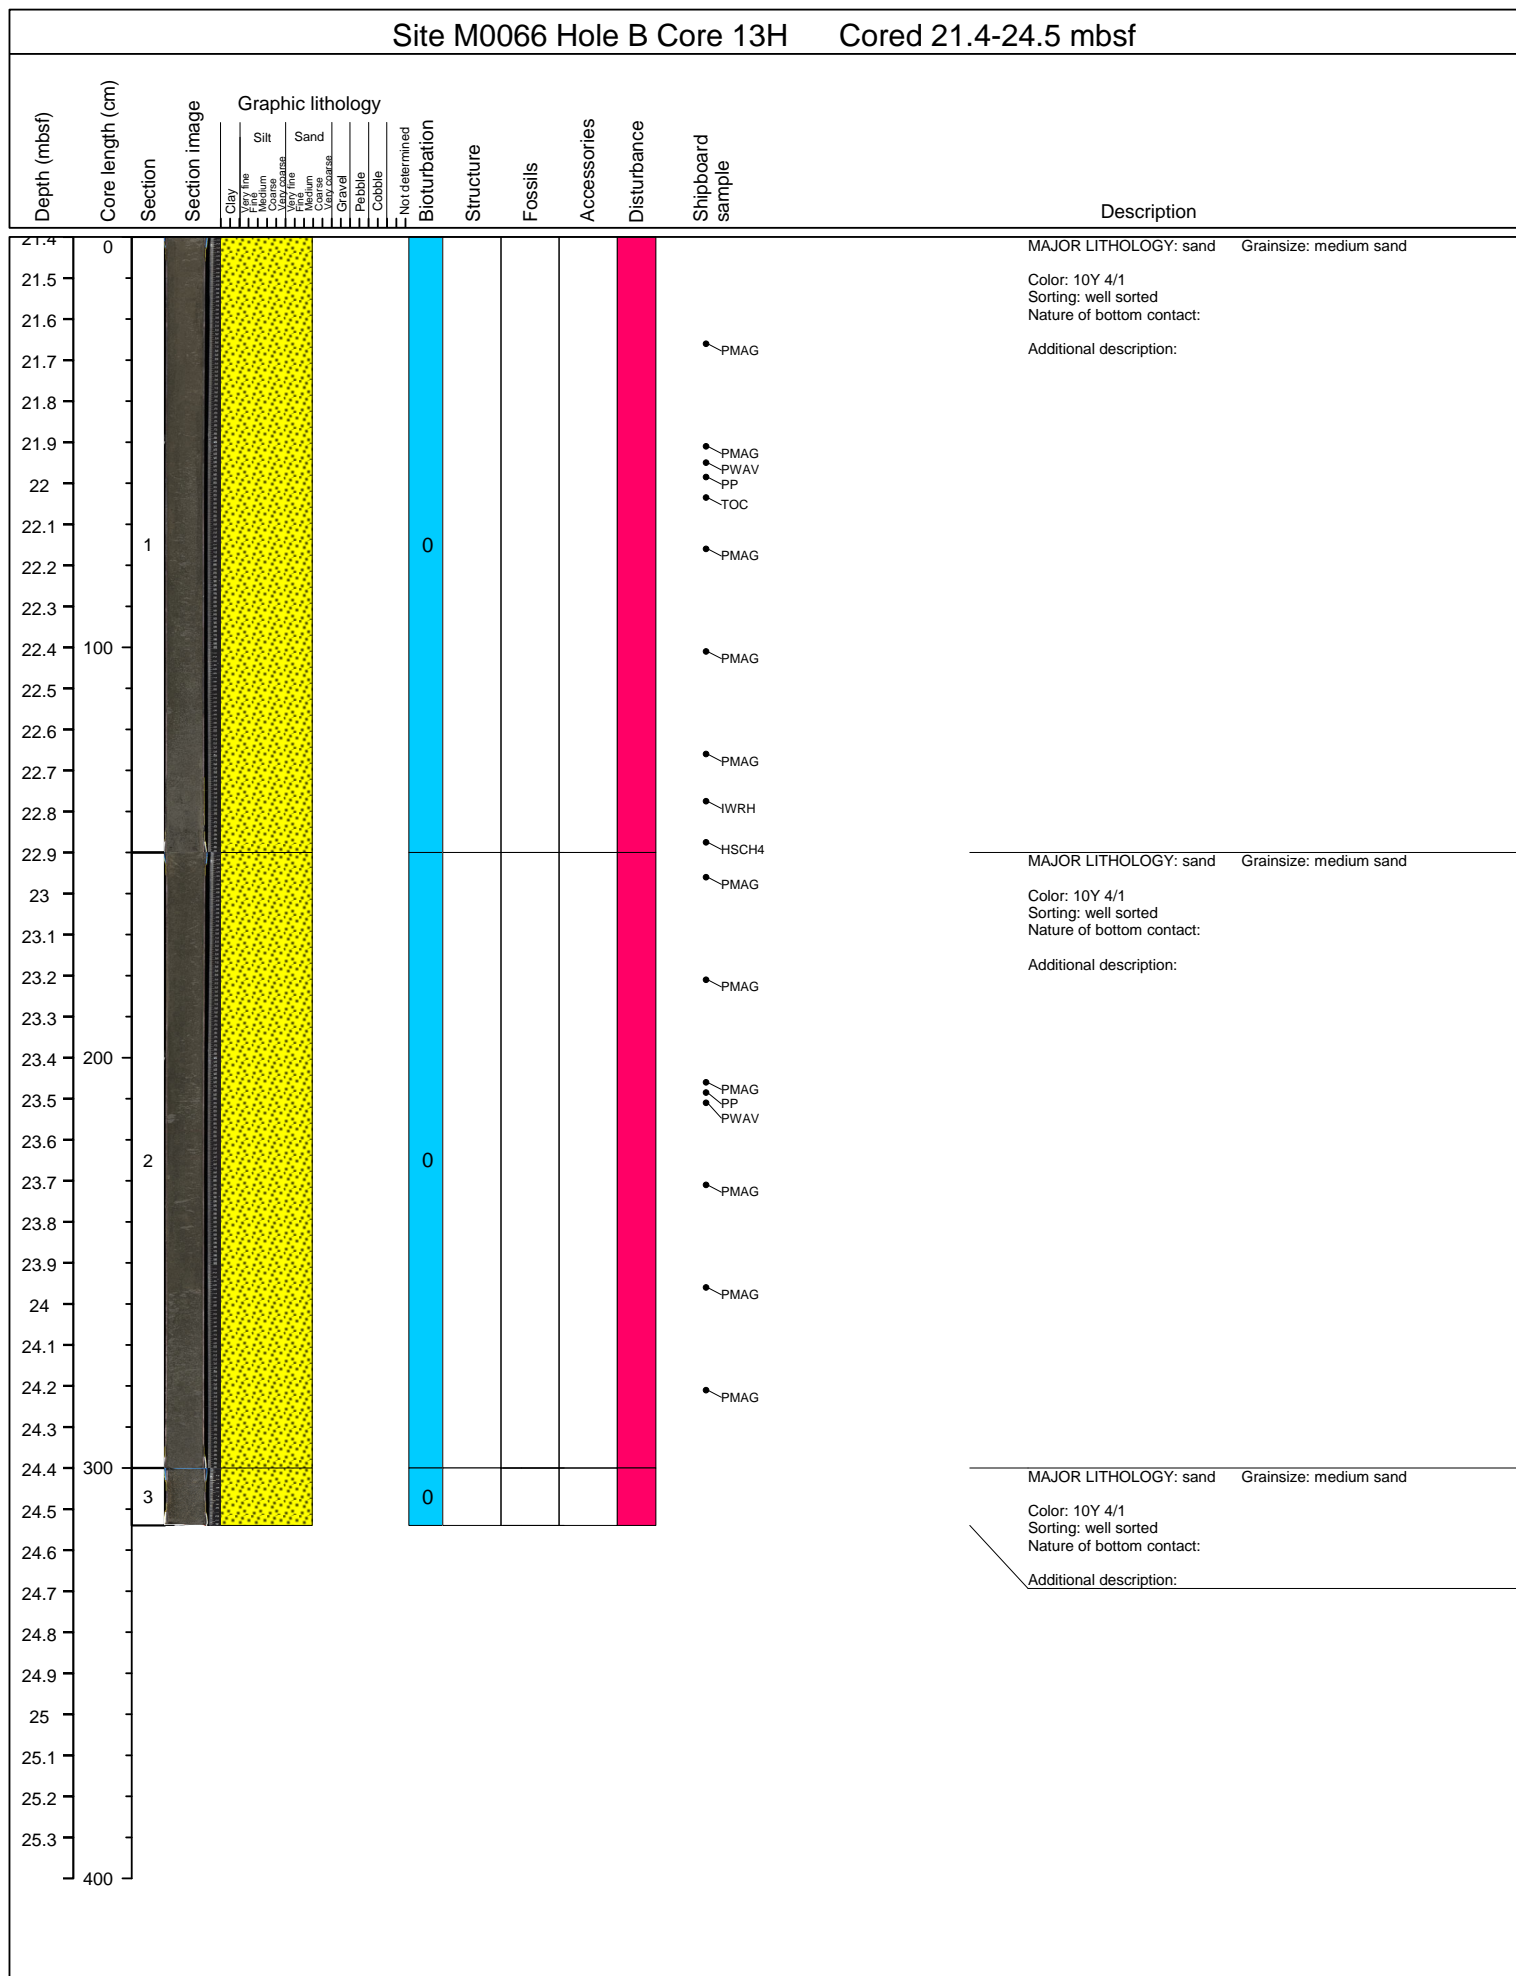 Site M0066 Hole B Core 13H Cored 21.4-24.5 mbsf
Depth (mbsf)
Core length (cm)
Section
Section image
Graphic lithology
Clay
Silt
Very fine
Fine
Medium
Coarse
Very coarse
Sand
Very fine
Fine
Medium
Coarse
Very coarse
Gravel
Pebble
Cobble
Not determined
Bioturbation
Structure
Fossils
Accessories
Disturbance
Shipboard
sample
Description
21.4
21.5
21.6
21.7
21.8
21.9
22
22.1
22.2
22.3
22.4
22.5
22.6
22.7
22.8
22.9
23
23.1
23.2
23.3
23.4
23.5
23.6
23.7
23.8
23.9
24
24.1
24.2
24.3
24.4
24.5
24.6
24.7
24.8
24.9
25
25.1
25.2
25.3
0
100
200
300
400
1
2
3
0
0
0
PMAG
PMAG
PWAV
PP
TOC
PMAG
PMAG
PMAG
IWRH
HSCH4
PMAG
PMAG
PMAG
PP
PWAV
PMAG
PMAG
PMAG
MAJOR LITHOLOGY: sand Grainsize: medium sand
Color: 10Y 4/1
Sorting: well sorted
Nature of bottom contact:
Additional description:
MAJOR LITHOLOGY: sand Grainsize: medium sand
Color: 10Y 4/1
Sorting: well sorted
Nature of bottom contact:
Additional description:
MAJOR LITHOLOGY: sand Grainsize: medium sand
Color: 10Y 4/1
Sorting: well sorted
Nature of bottom contact:
Additional description: